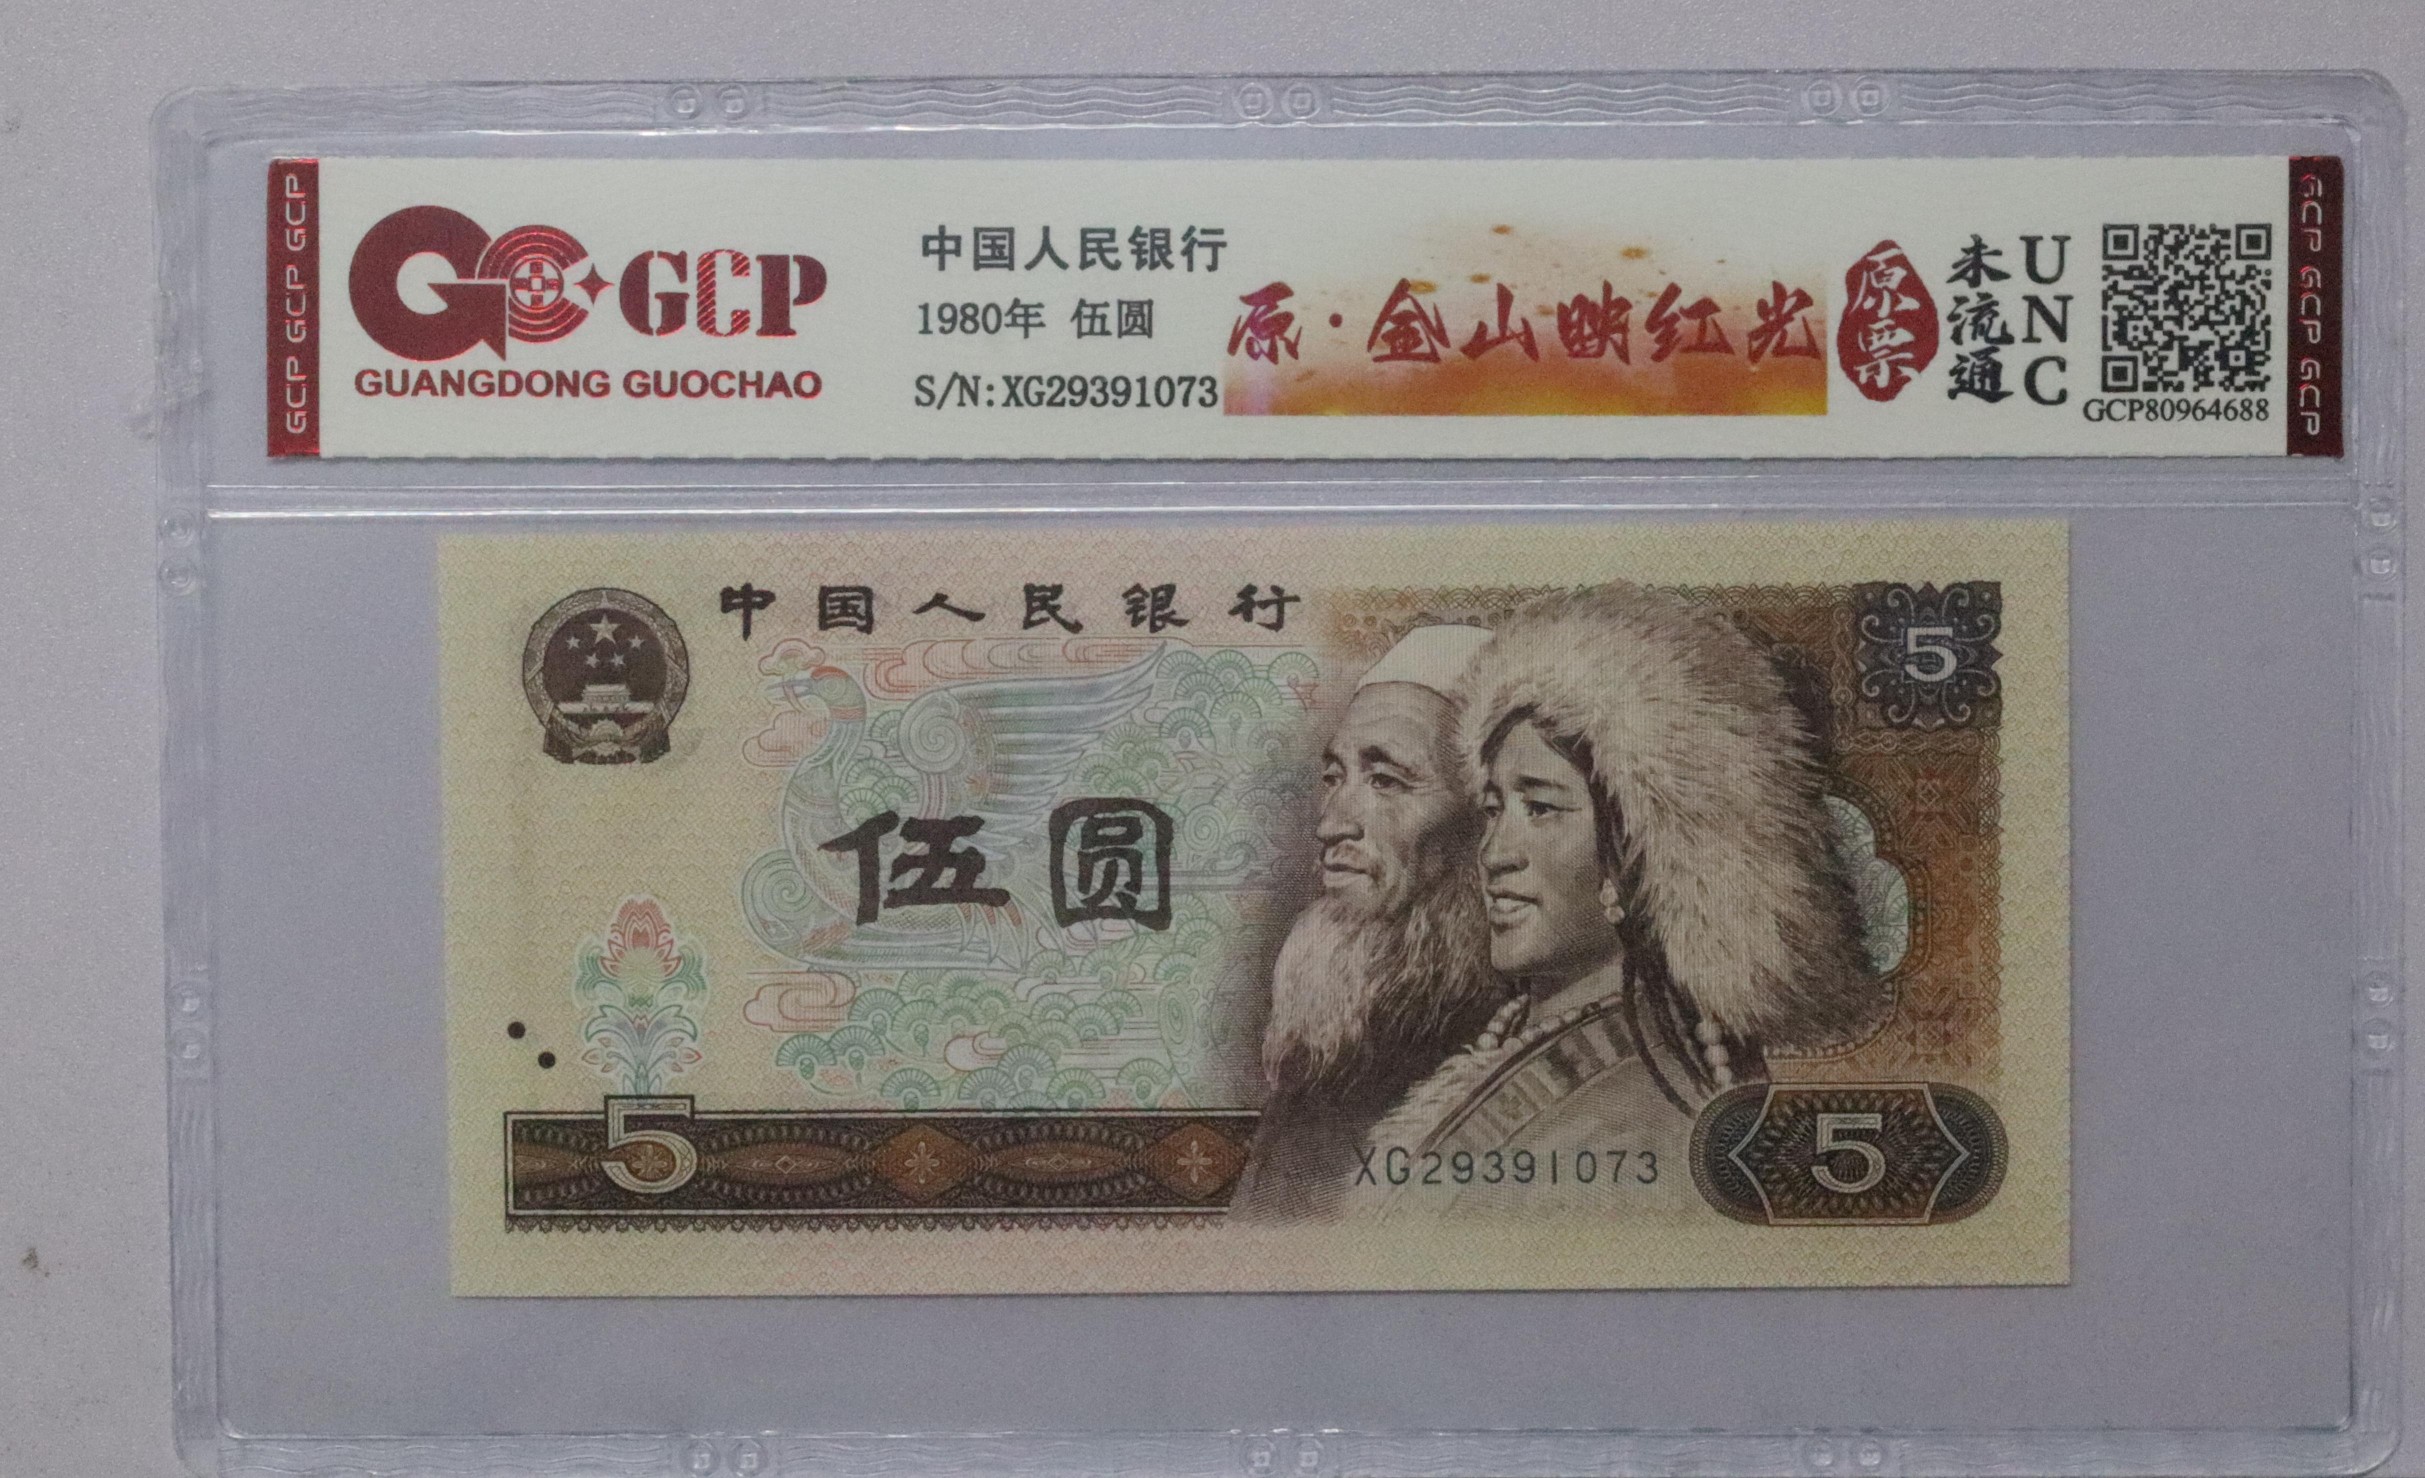 GCP GCP GCP
GCP
GUANGDONG GUOCHAO
中国人民银行
1980年 伍圆
S/N:XG29391073
原·金山映红光
原票
未流通
UNC
GCP80964688
GCP GCP GCP
中国人民银行
5
伍圆
5
XG29391073
5